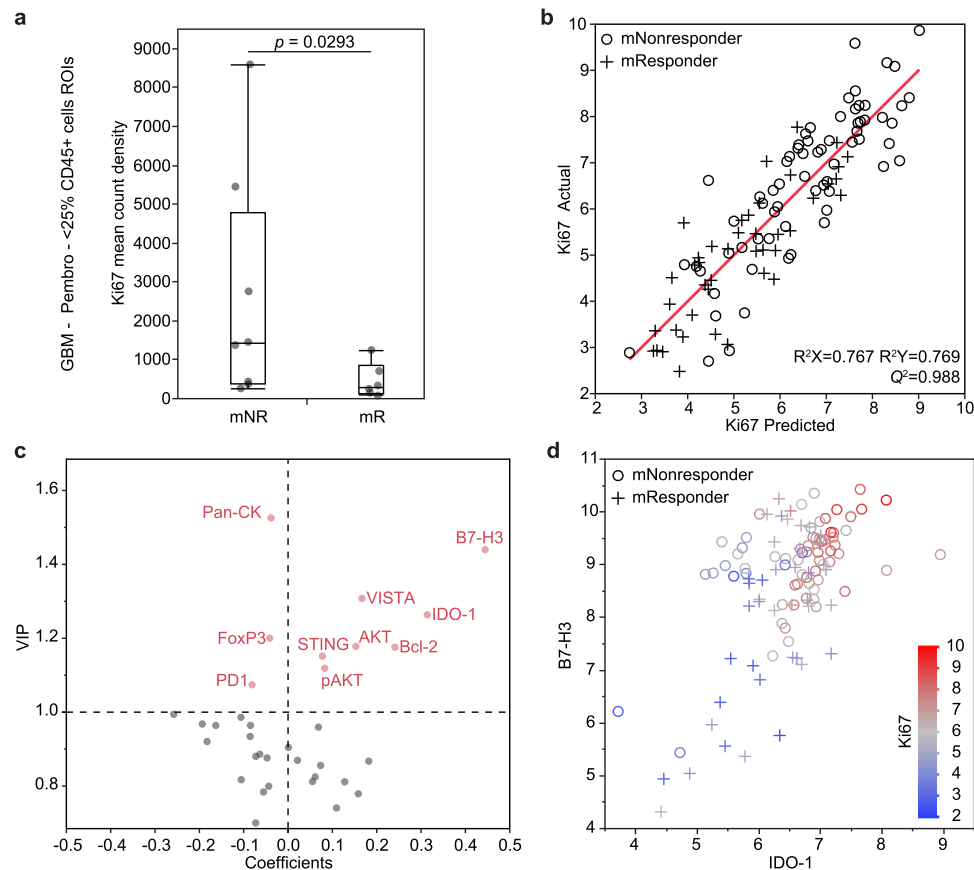 a
GBM - Pembro - <25% CD45+ cells ROIs
Ki67 mean count density
9000
8000
7000
6000
5000
4000
3000
2000
1000
0
p = 0.0293
mNR
mR
b
Ki67 Actual
10
9
8
7
6
5
4
3
2
mNonresponder
mResponder
R²X=0.767 R²Y=0.769
Q²=0.988
2 3 4 5 6 7 8 9 10
Ki67 Predicted
c
VIP
1.6
1.4
1.2
1.0
0.8
Pan-CK
B7-H3
VISTA
IDO-1
FoxP3
STING
AKT
Bcl-2
PD1
pAKT
-0.5 -0.4 -0.3 -0.2 -0.1 0.0 0.1 0.2 0.3 0.4 0.5
Coefficients
d
B7-H3
11
10
9
8
7
6
5
4
mNonresponder
mResponder
Ki67
10
9
8
7
6
5
4
3
2
4 5 6 7 8 9
IDO-1